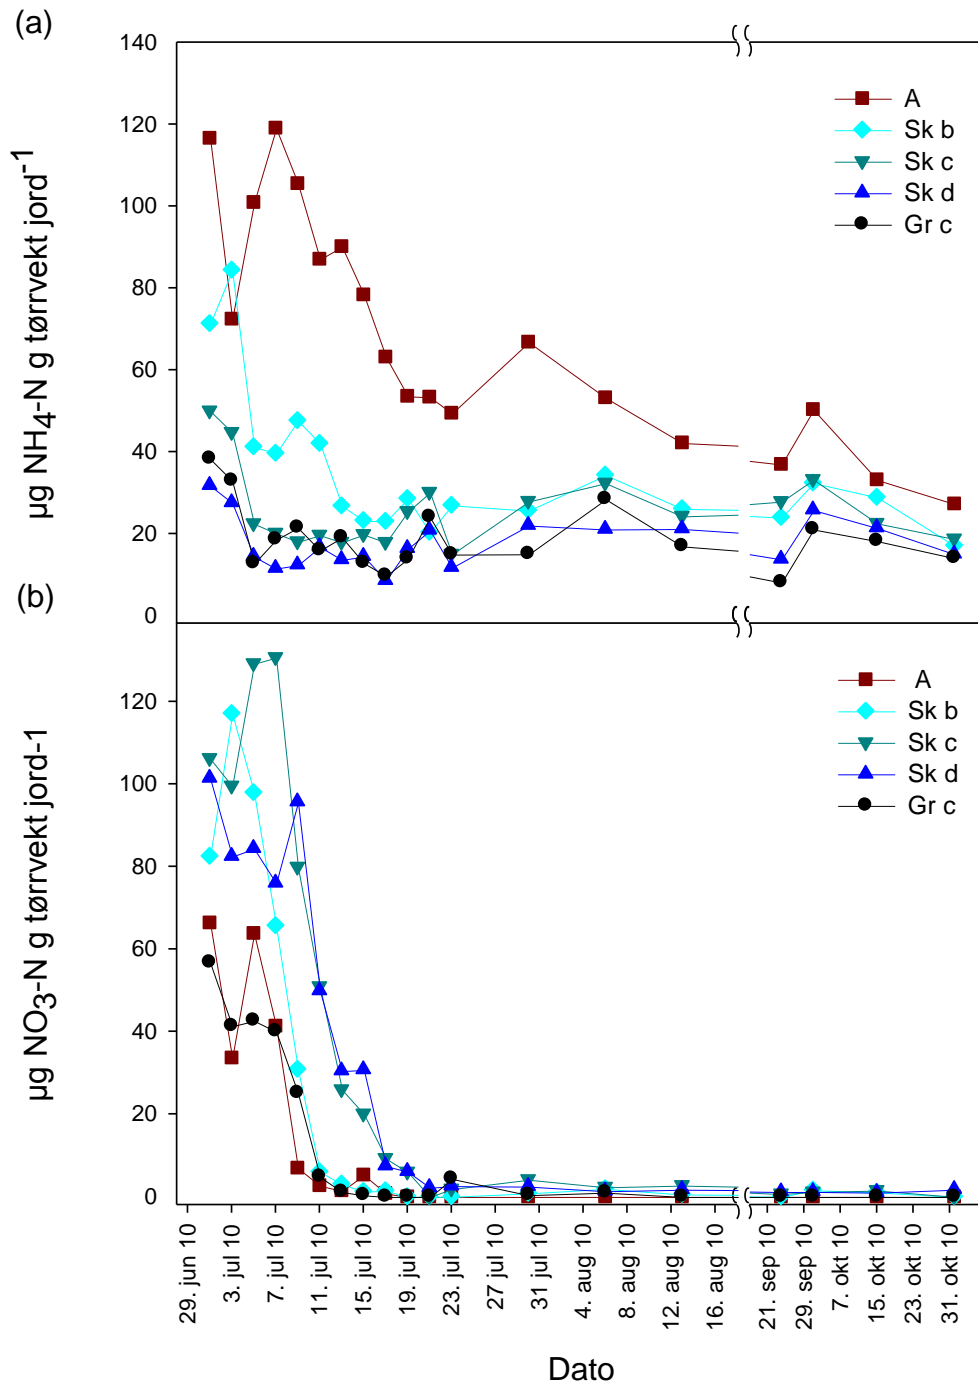 (a)
140
120
100
80
60
40
20
0
µg NH4-N g tørrvekt jord-1
A
Sk b
Sk c
Sk d
Gr c
(b)
120
100
80
60
40
20
0
µg NO3-N g tørrvekt jord-1
A
Sk b
Sk c
Sk d
Gr c
29. jun 10
3. jul 10
7. jul 10
11. jul 10
15. jul 10
19. jul 10
23. jul 10
27 jul 10
31 jul 10
4. aug 10
8. aug 10
12. aug 10
16. aug 10
21. sep 10
29. sep 10
7. okt 10
15. okt 10
23. okt 10
31. okt 10
Dato